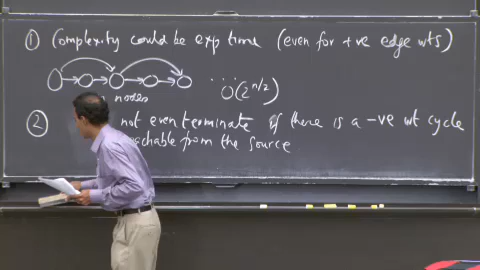 ① Complexity could be exp time (even for +ve edge wts)
... O(2^n/2)
nodes
② not even terminate if there is a -ve wt cycle
reachable from the source